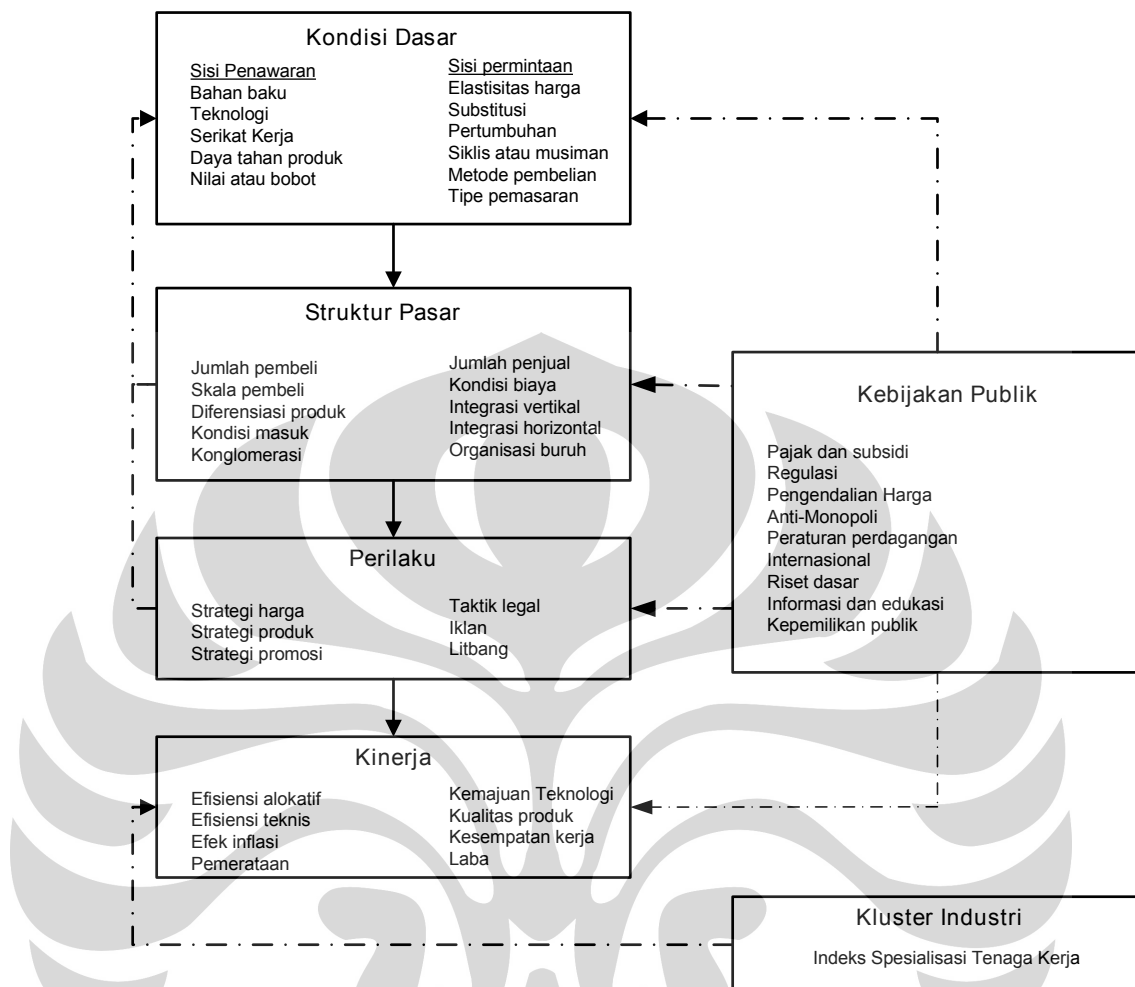 Kondisi Dasar
Sisi Penawaran
Bahan baku
Teknologi
Serikat Kerja
Daya tahan produk
Nilai atau bobot
Sisi permintaan
Elastisitas harga
Substitusi
Pertumbuhan
Siklis atau musiman
Metode pembelian
Tipe pemasaran
Struktur Pasar
Jumlah pembeli
Skala pembeli
Diferensiasi produk
Kondisi masuk
Konglomerasi
Jumlah penjual
Kondisi biaya
Integrasi vertikal
Integrasi horizontal
Organisasi buruh
Kebijakan Publik
Pajak dan subsidi
Regulasi
Pengendalian Harga
Anti-Monopoli
Peraturan perdagangan
Internasional
Riset dasar
Informasi dan edukasi
Kepemilikan publik
Perilaku
Strategi harga
Strategi produk
Strategi promosi
Taktik legal
Iklan
Litbang
Kinerja
Efisiensi alokatif
Efisiensi teknis
Efek inflasi
Pemerataan
Kemajuan Teknologi
Kualitas produk
Kesempatan kerja
Laba
Kluster Industri
Indeks Spesialisasi Tenaga Kerja